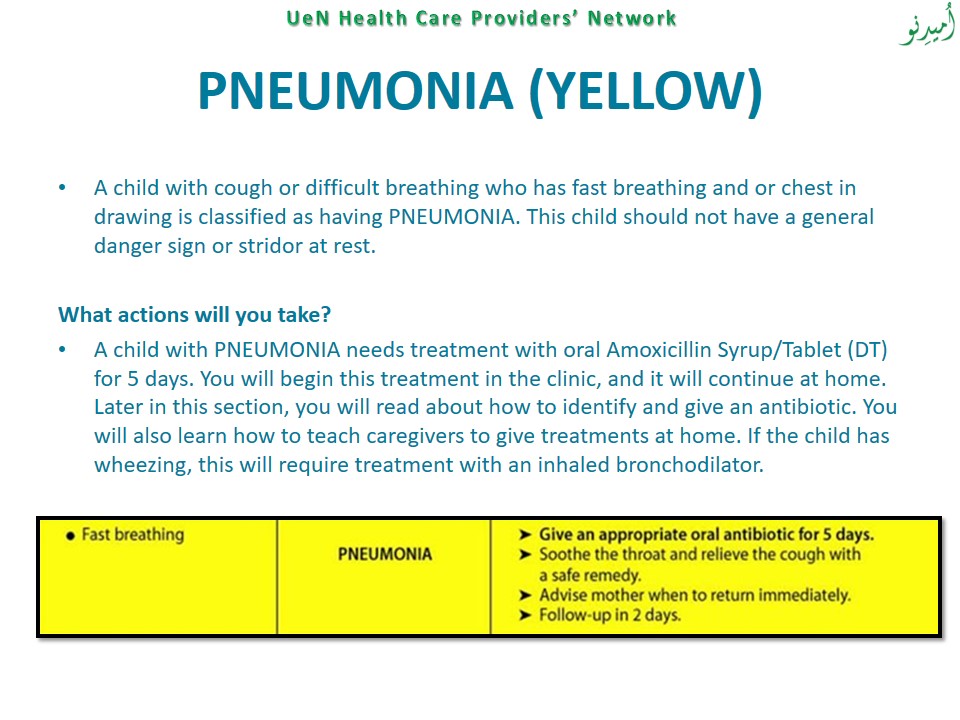 UeN Health Care Providers’ Network
اُمیدِنو
PNEUMONIA (YELLOW)
• A child with cough or difficult breathing who has fast breathing and or chest in
drawing is classified as having PNEUMONIA. This child should not have a general
danger sign or stridor at rest.
What actions will you take?
• A child with PNEUMONIA needs treatment with oral Amoxicillin Syrup/Tablet (DT)
for 5 days. You will begin this treatment in the clinic, and it will continue at home.
Later in this section, you will read about how to identify and give an antibiotic. You
will also learn how to teach caregivers to give treatments at home. If the child has
wheezing, this will require treatment with an inhaled bronchodilator.
• Fast breathing
PNEUMONIA
➤ Give an appropriate oral antibiotic for 5 days.
➤ Soothe the throat and relieve the cough with
a safe remedy.
➤ Advise mother when to return immediately.
➤ Follow-up in 2 days.